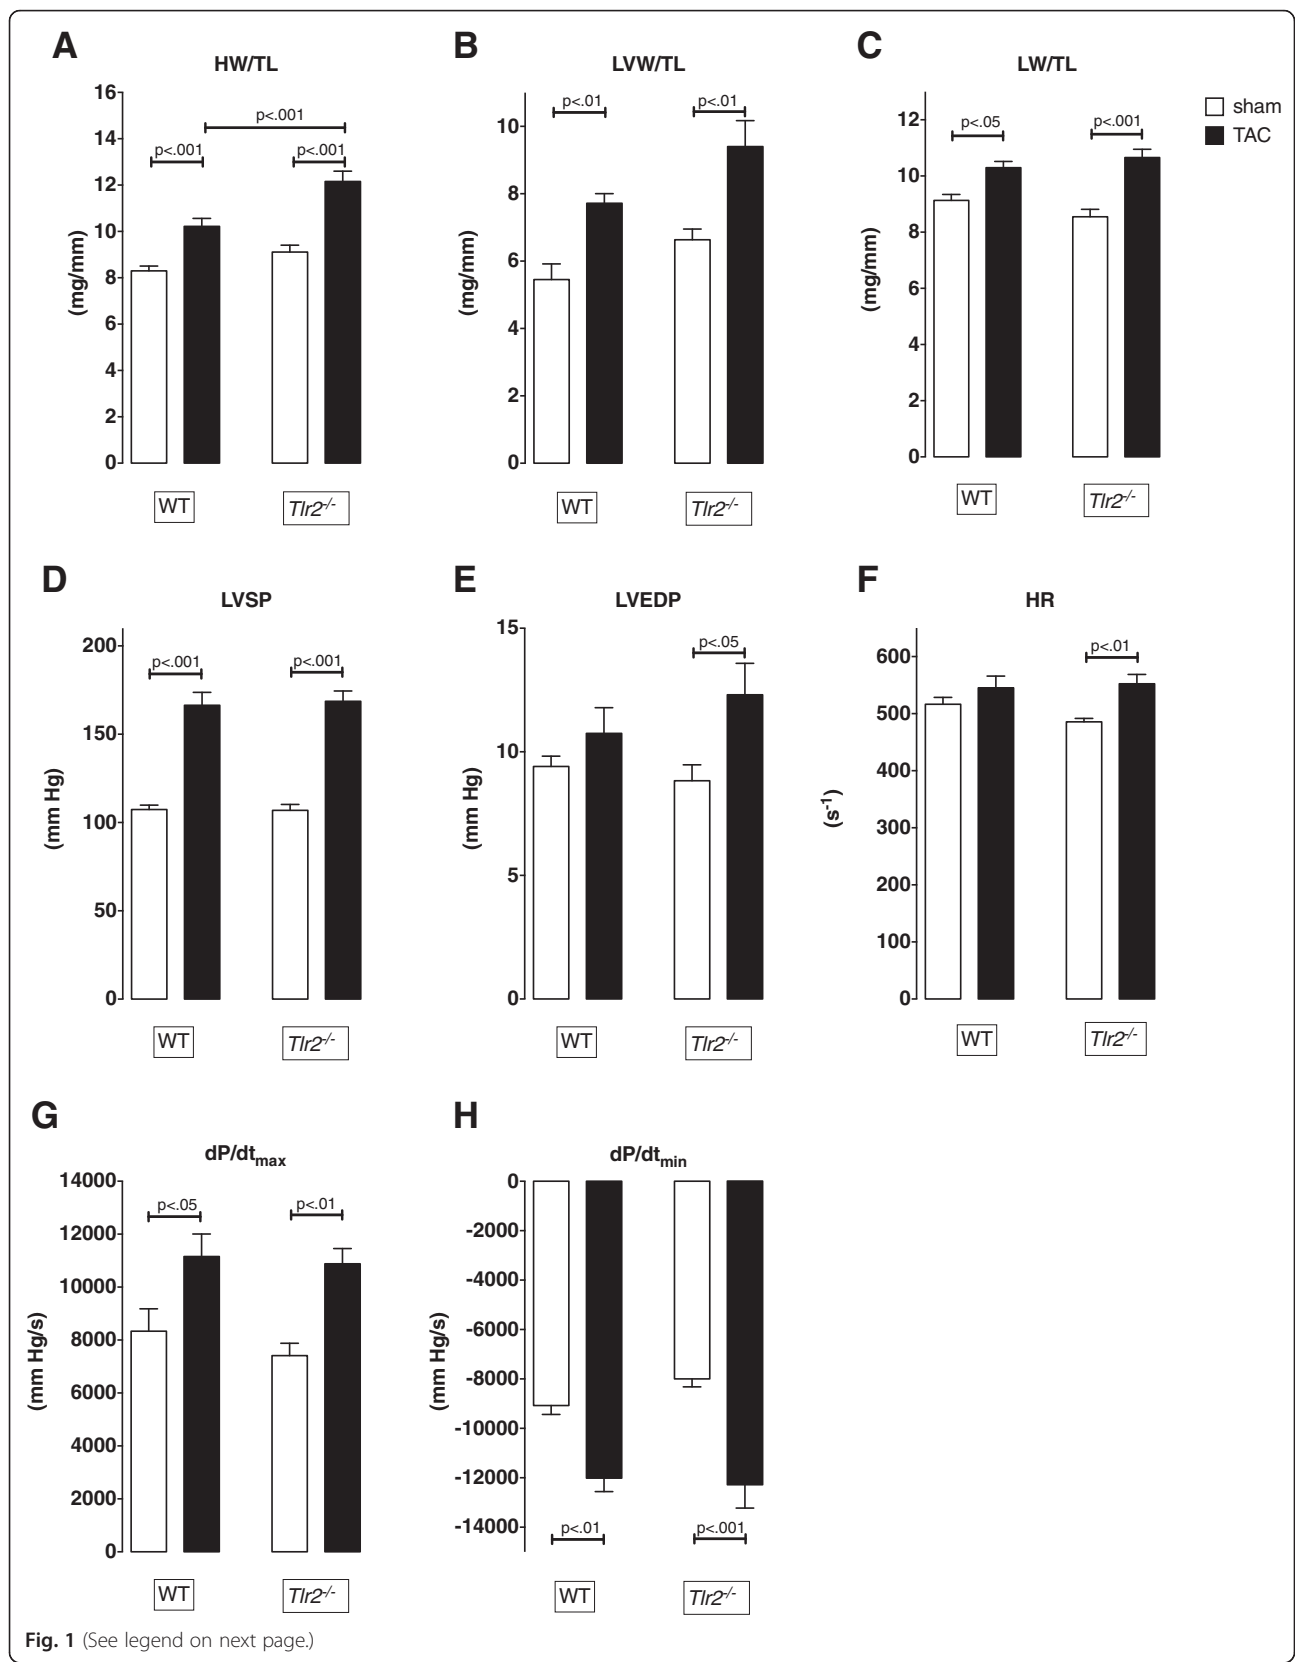 A
HW/TL
16
14
12
10
8
6
4
2
0
(mg/mm)
p<.001
p<.001
p<.001
WT
Tlr2-/-
B
LVW/TL
10
8
6
4
2
0
(mg/mm)
p<.01
p<.01
WT
Tlr2-/-
C
LW/TL
12
10
8
6
4
2
0
(mg/mm)
p<.05
p<.001
WT
Tlr2-/-
sham
TAC
D
LVSP
200
150
100
50
0
(mm Hg)
p<.001
p<.001
WT
Tlr2-/-
E
LVEDP
15
10
5
0
(mm Hg)
p<.05
WT
Tlr2-/-
F
HR
600
500
400
300
200
100
0
(s-1)
p<.01
WT
Tlr2-/-
G
dP/dtmax
14000
12000
10000
8000
6000
4000
2000
0
(mm Hg/s)
p<.05
p<.01
WT
Tlr2-/-
H
dP/dtmin
0
-2000
-4000
-6000
-8000
-10000
-12000
-14000
(mm Hg/s)
p<.01
p<.001
WT
Tlr2-/-
Fig. 1 (See legend on next page.)